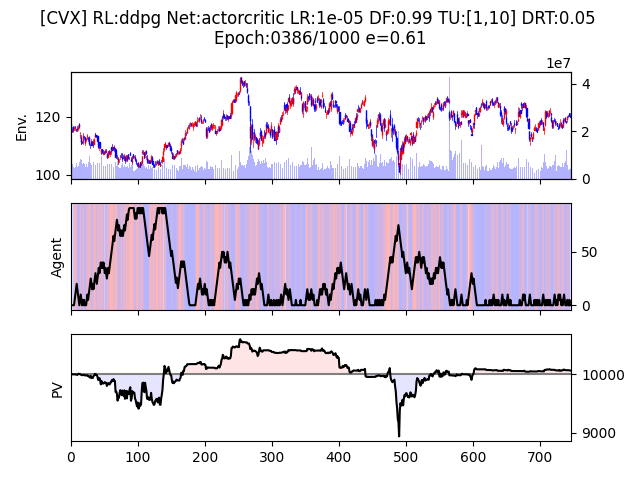 [CVX] RL:ddpg Net:actorcritic LR:1e-05 DF:0.99 TU:[1,10] DRT:0.05
Epoch:0386/1000 e=0.61
1e7
120
100
Env.
4
2
0
Agent
50
0
PV
10000
9000
0 100 200 300 400 500 600 700